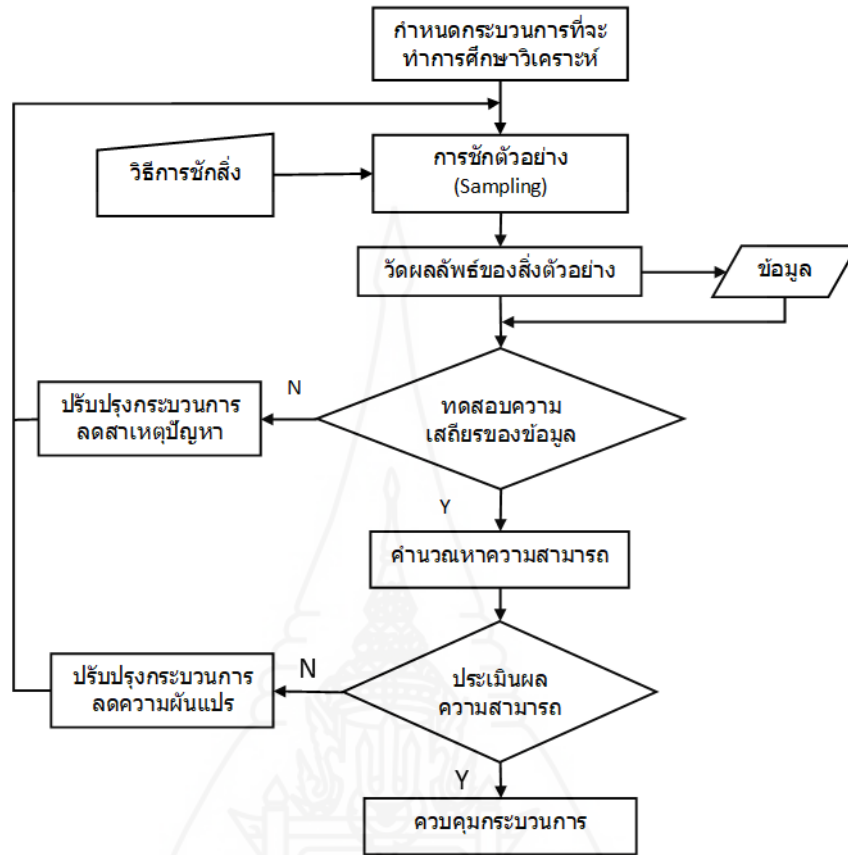 กำหนดกระบวนการที่จะ
ทำการศึกษาวิเคราะห์
วิธีการชักสิ่ง
การชักตัวอย่าง
(Sampling)
วัดผลลัพธ์ของสิ่งตัวอย่าง
ข้อมูล
ปรับปรุงกระบวนการ
ลดสาเหตุปัญหา
N
ทดสอบความ
เสถียรของข้อมูล
Y
คำนวณหาความสามารถ
ปรับปรุงกระบวนการ
ลดความผันแปร
N
ประเมินผล
ความสามารถ
Y
ควบคุมกระบวนการ